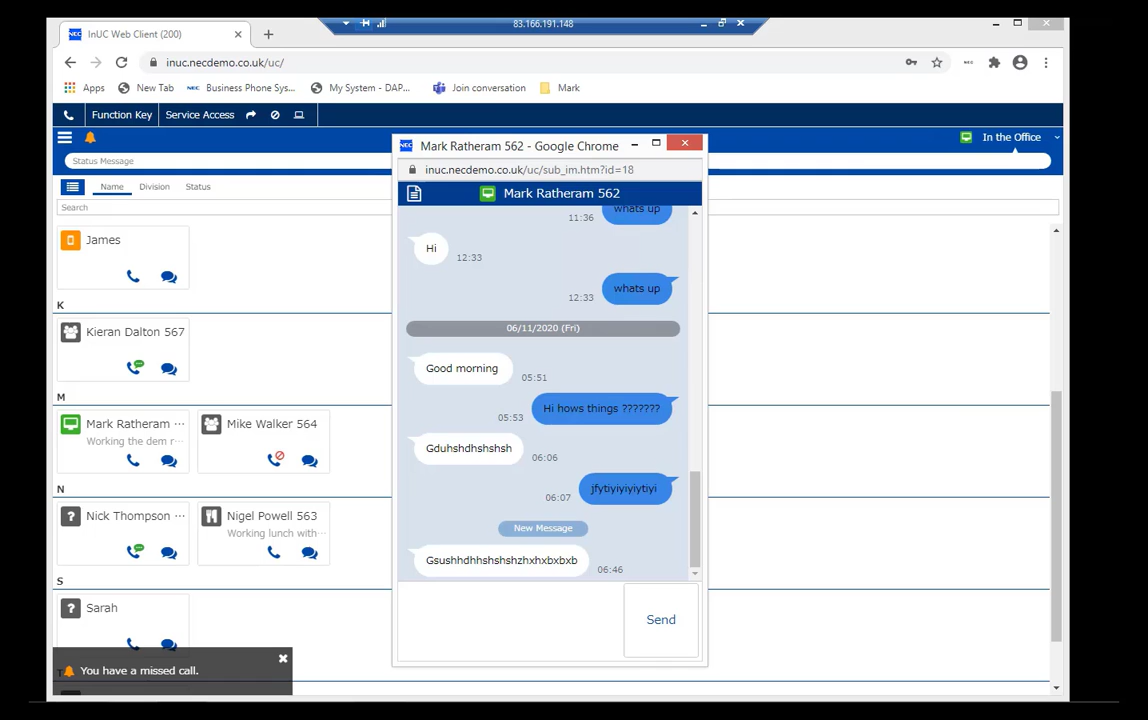 83.166.191.148
NEC InUC Web Client (200)
inuc.necdemo.co.uk/uc/
Apps New Tab NEC Business Phone Sys... My System - DAP... Join conversation Mark
Function Key Service Access
In the Office
Status Message
Name Division Status
Search
James
K
Kieran Dalton 567
M
Mark Ratheram ··· Mike Walker 564
Working the dem r···
N
Nick Thompson ··· Nigel Powell 563
Working lunch with···
S
Sarah
You have a missed call.
NEC Mark Ratheram 562 - Google Chrome
inuc.necdemo.co.uk/uc/sub_im.htm?id=18
Mark Ratheram 562
whats up
11:36
Hi
12:33
whats up
12:33
06/11/2020 (Fri)
Good morning
05:51
Hi hows things ???????
05:53
Gduhshdhshshsh
06:06
jfytiyiyiyiytiyi
06:07
New Message
Gsushhdhhshshshzhxhxbxbxb
06:46
Send